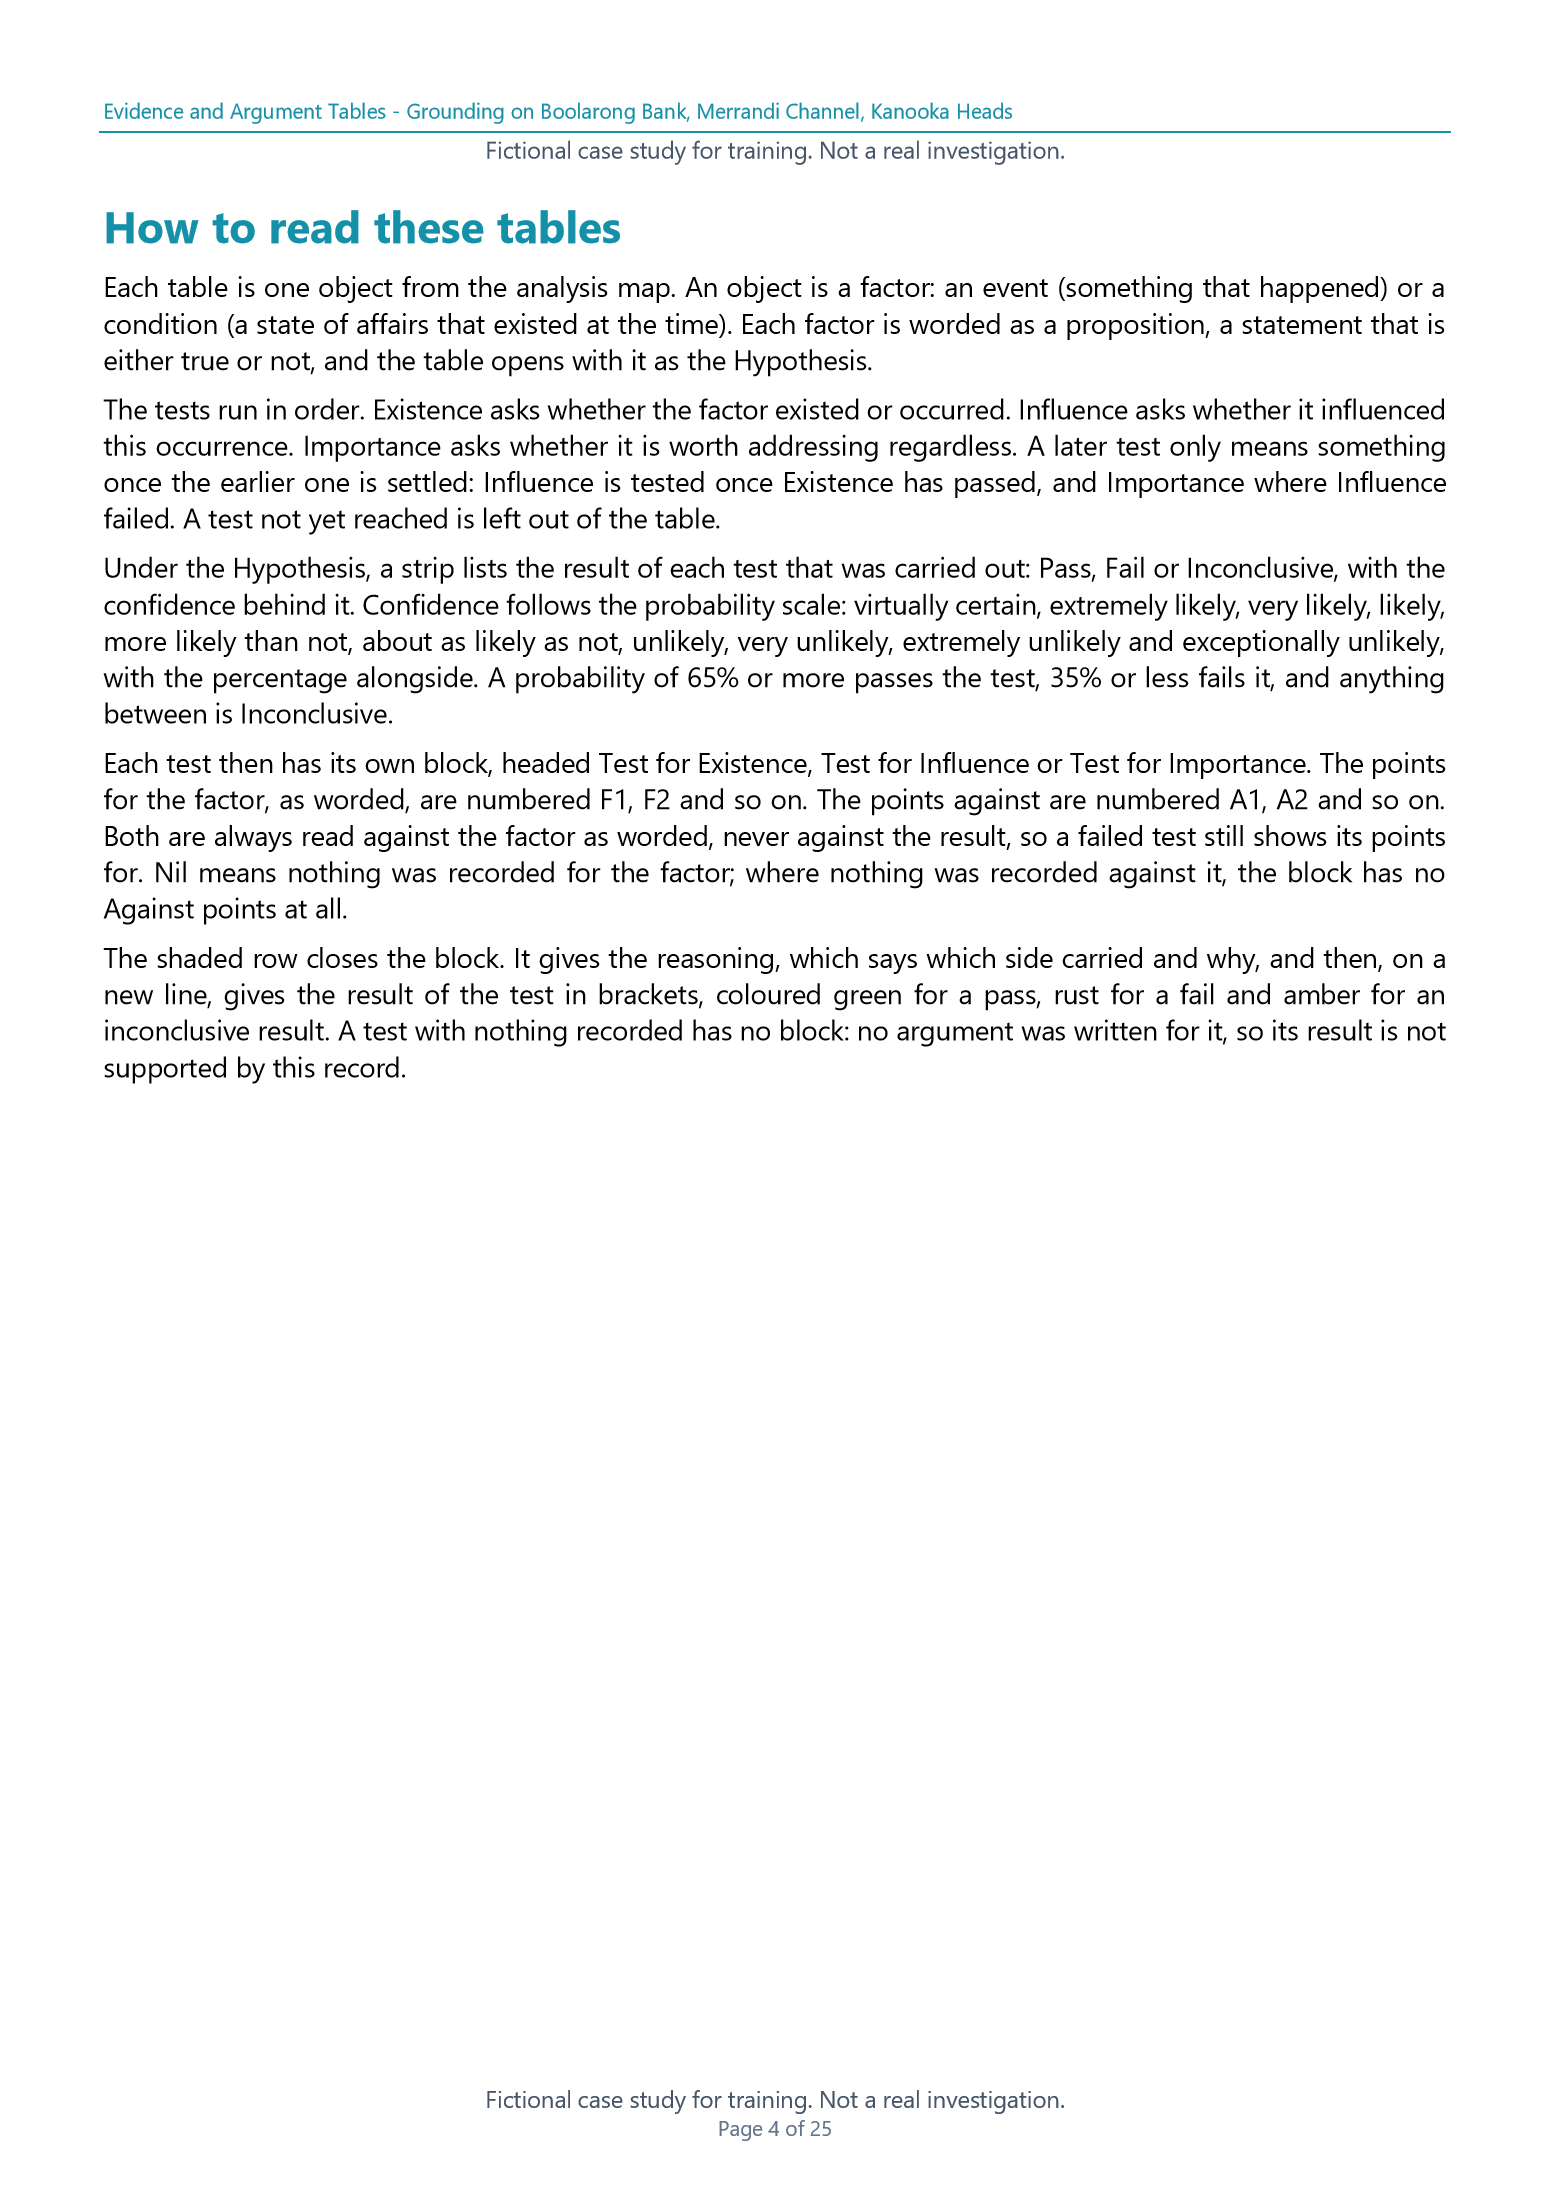 Evidence and Argument Tables - Grounding on Boolarong Bank, Merrandi Channel, Kanooka Heads
Fictional case study for training. Not a real investigation.
How to read these tables
Each table is one object from the analysis map. An object is a factor: an event (something that happened) or a
condition (a state of affairs that existed at the time). Each factor is worded as a proposition, a statement that is
either true or not, and the table opens with it as the Hypothesis.
The tests run in order. Existence asks whether the factor existed or occurred. Influence asks whether it influenced
this occurrence. Importance asks whether it is worth addressing regardless. A later test only means something
once the earlier one is settled: Influence is tested once Existence has passed, and Importance where Influence
failed. A test not yet reached is left out of the table.
Under the Hypothesis, a strip lists the result of each test that was carried out: Pass, Fail or Inconclusive, with the
confidence behind it. Confidence follows the probability scale: virtually certain, extremely likely, very likely, likely,
more likely than not, about as likely as not, unlikely, very unlikely, extremely unlikely and exceptionally unlikely,
with the percentage alongside. A probability of 65% or more passes the test, 35% or less fails it, and anything
between is Inconclusive.
Each test then has its own block, headed Test for Existence, Test for Influence or Test for Importance. The points
for the factor, as worded, are numbered F1, F2 and so on. The points against are numbered A1, A2 and so on.
Both are always read against the factor as worded, never against the result, so a failed test still shows its points
for. Nil means nothing was recorded for the factor; where nothing was recorded against it, the block has no
Against points at all.
The shaded row closes the block. It gives the reasoning, which says which side carried and why, and then, on a
new line, gives the result of the test in brackets, coloured green for a pass, rust for a fail and amber for an
inconclusive result. A test with nothing recorded has no block: no argument was written for it, so its result is not
supported by this record.
Fictional case study for training. Not a real investigation.
Page 4 of 25